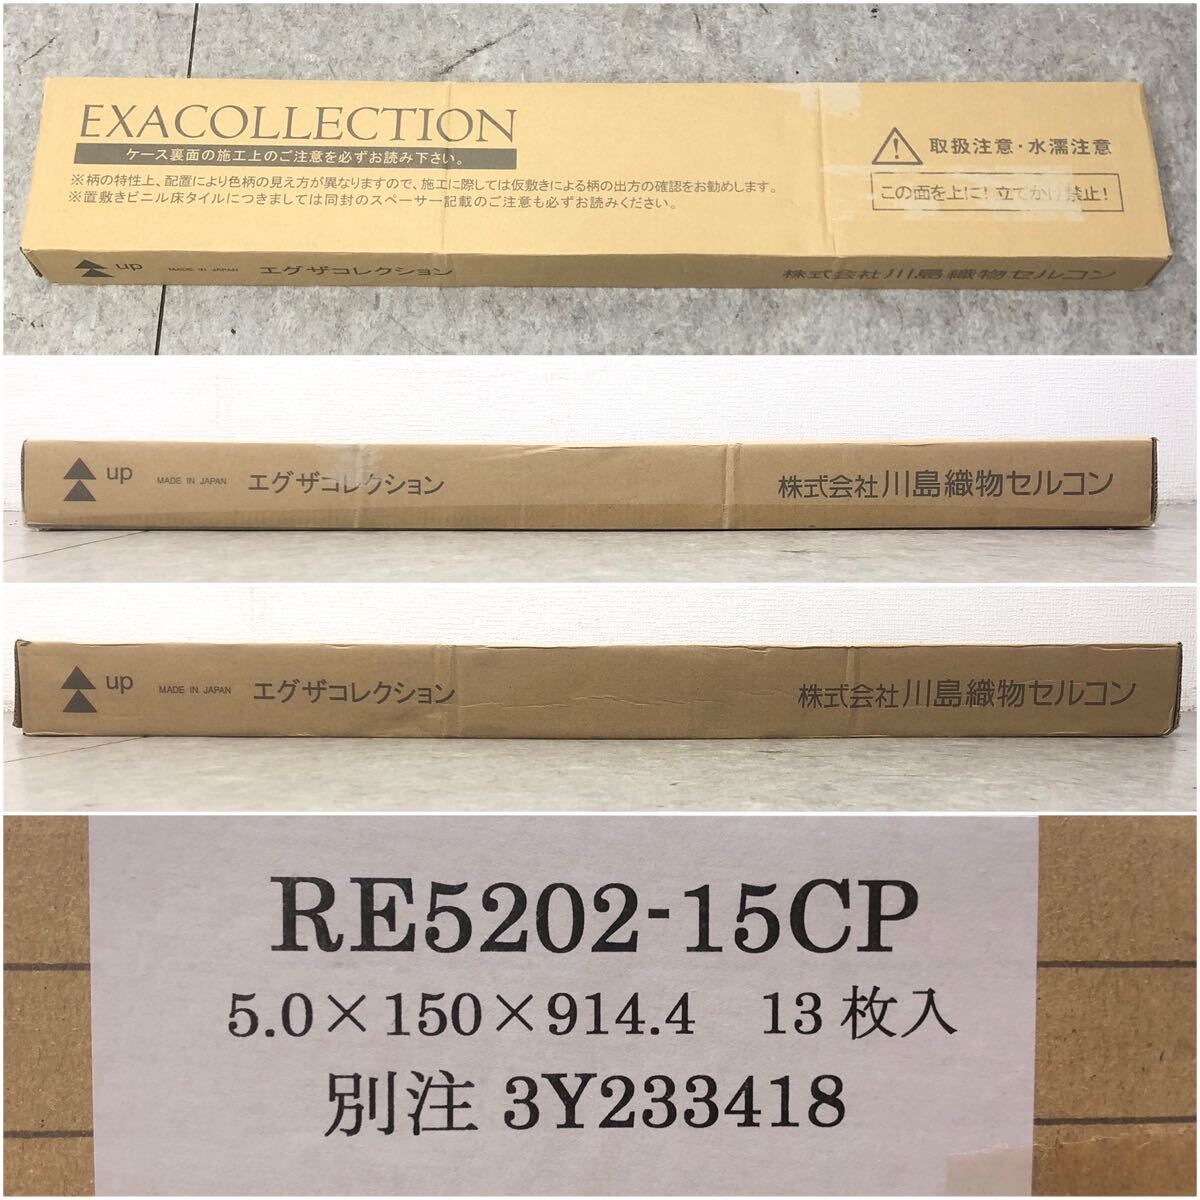 EXACOLLECTION
ケース裏面の施工上のご注意を必ずお読み下さい。
※柄の特性上、配置により色柄の見え方が異なりますので、施工に際しては仮敷きによる柄の出方の確認をお勧めします。
※置敷きビニル床タイルにつきましては同封のスペーサー記載のご注意も必ずお読みください。
取扱注意・水濡注意
この面を上に！立てかけ禁止！
up MADE IN JAPAN エグザコレクション 株式会社川島織物セルコン
up MADE IN JAPAN エグザコレクション 株式会社川島織物セルコン
up MADE IN JAPAN エグザコレクション 株式会社川島織物セルコン
RE5202-15CP
5.0×150×914.4 13枚入
別注 3Y233418